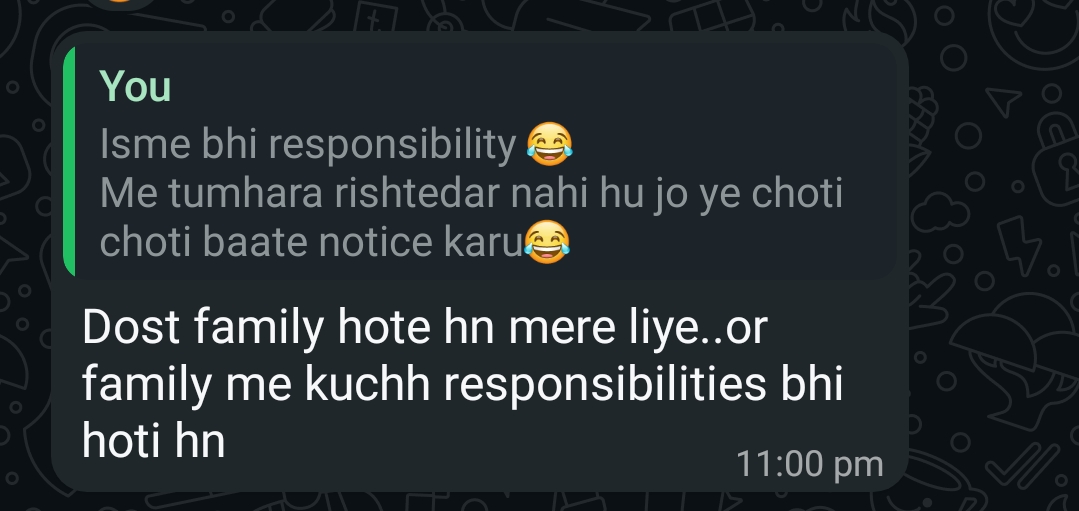 You
Isme bhi responsibility 😂
Me tumhara rishtedar nahi hu jo ye choti
choti baate notice karu😂
Dost family hote hn mere liye..or
family me kuchh responsibilities bhi
hoti hn
11:00 pm